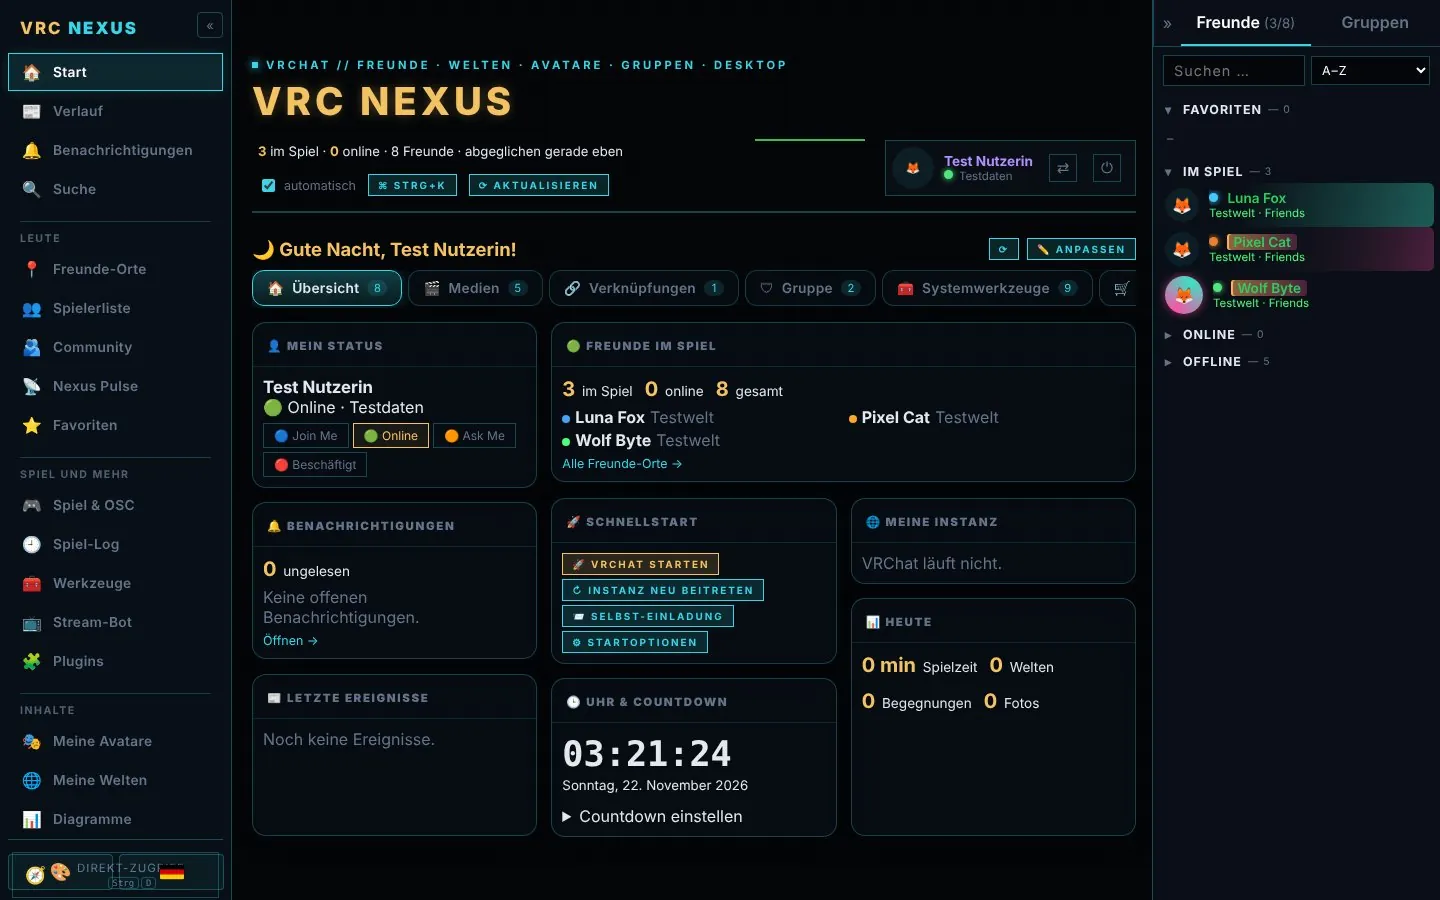 VRC NEXUS
«
Start
Verlauf
Benachrichtigungen
Suche
LEUTE
Freunde-Orte
Spielerliste
Community
Nexus Pulse
Favoriten
SPIEL UND MEHR
Spiel & OSC
Spiel-Log
Werkzeuge
Stream-Bot
Plugins
INHALTE
Meine Avatare
Meine Welten
Diagramme
Strg D
VRCHAT // FREUNDE · WELTEN · AVATARE · GRUPPEN · DESKTOP
VRC NEXUS
3 im Spiel · 0 online · 8 Freunde · abgeglichen gerade eben
automatisch
⌘ STRG+K
⟳ AKTUALISIEREN
Test Nutzerin
Testdaten
🌙 Gute Nacht, Test Nutzerin!
⟳
✏️ ANPASSEN
Übersicht 8
Medien 5
Verknüpfungen 1
Gruppe 2
Systemwerkzeuge 9
MEIN STATUS
Test Nutzerin
Online · Testdaten
Join Me
Online
Ask Me
Beschäftigt
FREUNDE IM SPIEL
3 im Spiel 0 online 8 gesamt
Luna Fox Testwelt
Pixel Cat Testwelt
Wolf Byte Testwelt
Alle Freunde-Orte →
BENACHRICHTIGUNGEN
0 ungelesen
Keine offenen
Benachrichtigungen.
Öffnen →
SCHNELLSTART
VRCHAT STARTEN
↻ INSTANZ NEU BEITRETEN
SELBST-EINLADUNG
⚙ STARTOPTIONEN
MEINE INSTANZ
VRChat läuft nicht.
HEUTE
0 min Spielzeit 0 Welten
0 Begegnungen 0 Fotos
LETZTE EREIGNISSE
Noch keine Ereignisse.
UHR & COUNTDOWN
03:21:24
Sonntag, 22. November 2026
▶ Countdown einstellen
»
Freunde (3/8)
Gruppen
Suchen ...
A–Z
▼ FAVORITEN — 0
–
▼ IM SPIEL — 3
Luna Fox
Testwelt · Friends
Pixel Cat
Testwelt · Friends
Wolf Byte
Testwelt · Friends
▶ ONLINE — 0
▶ OFFLINE — 5